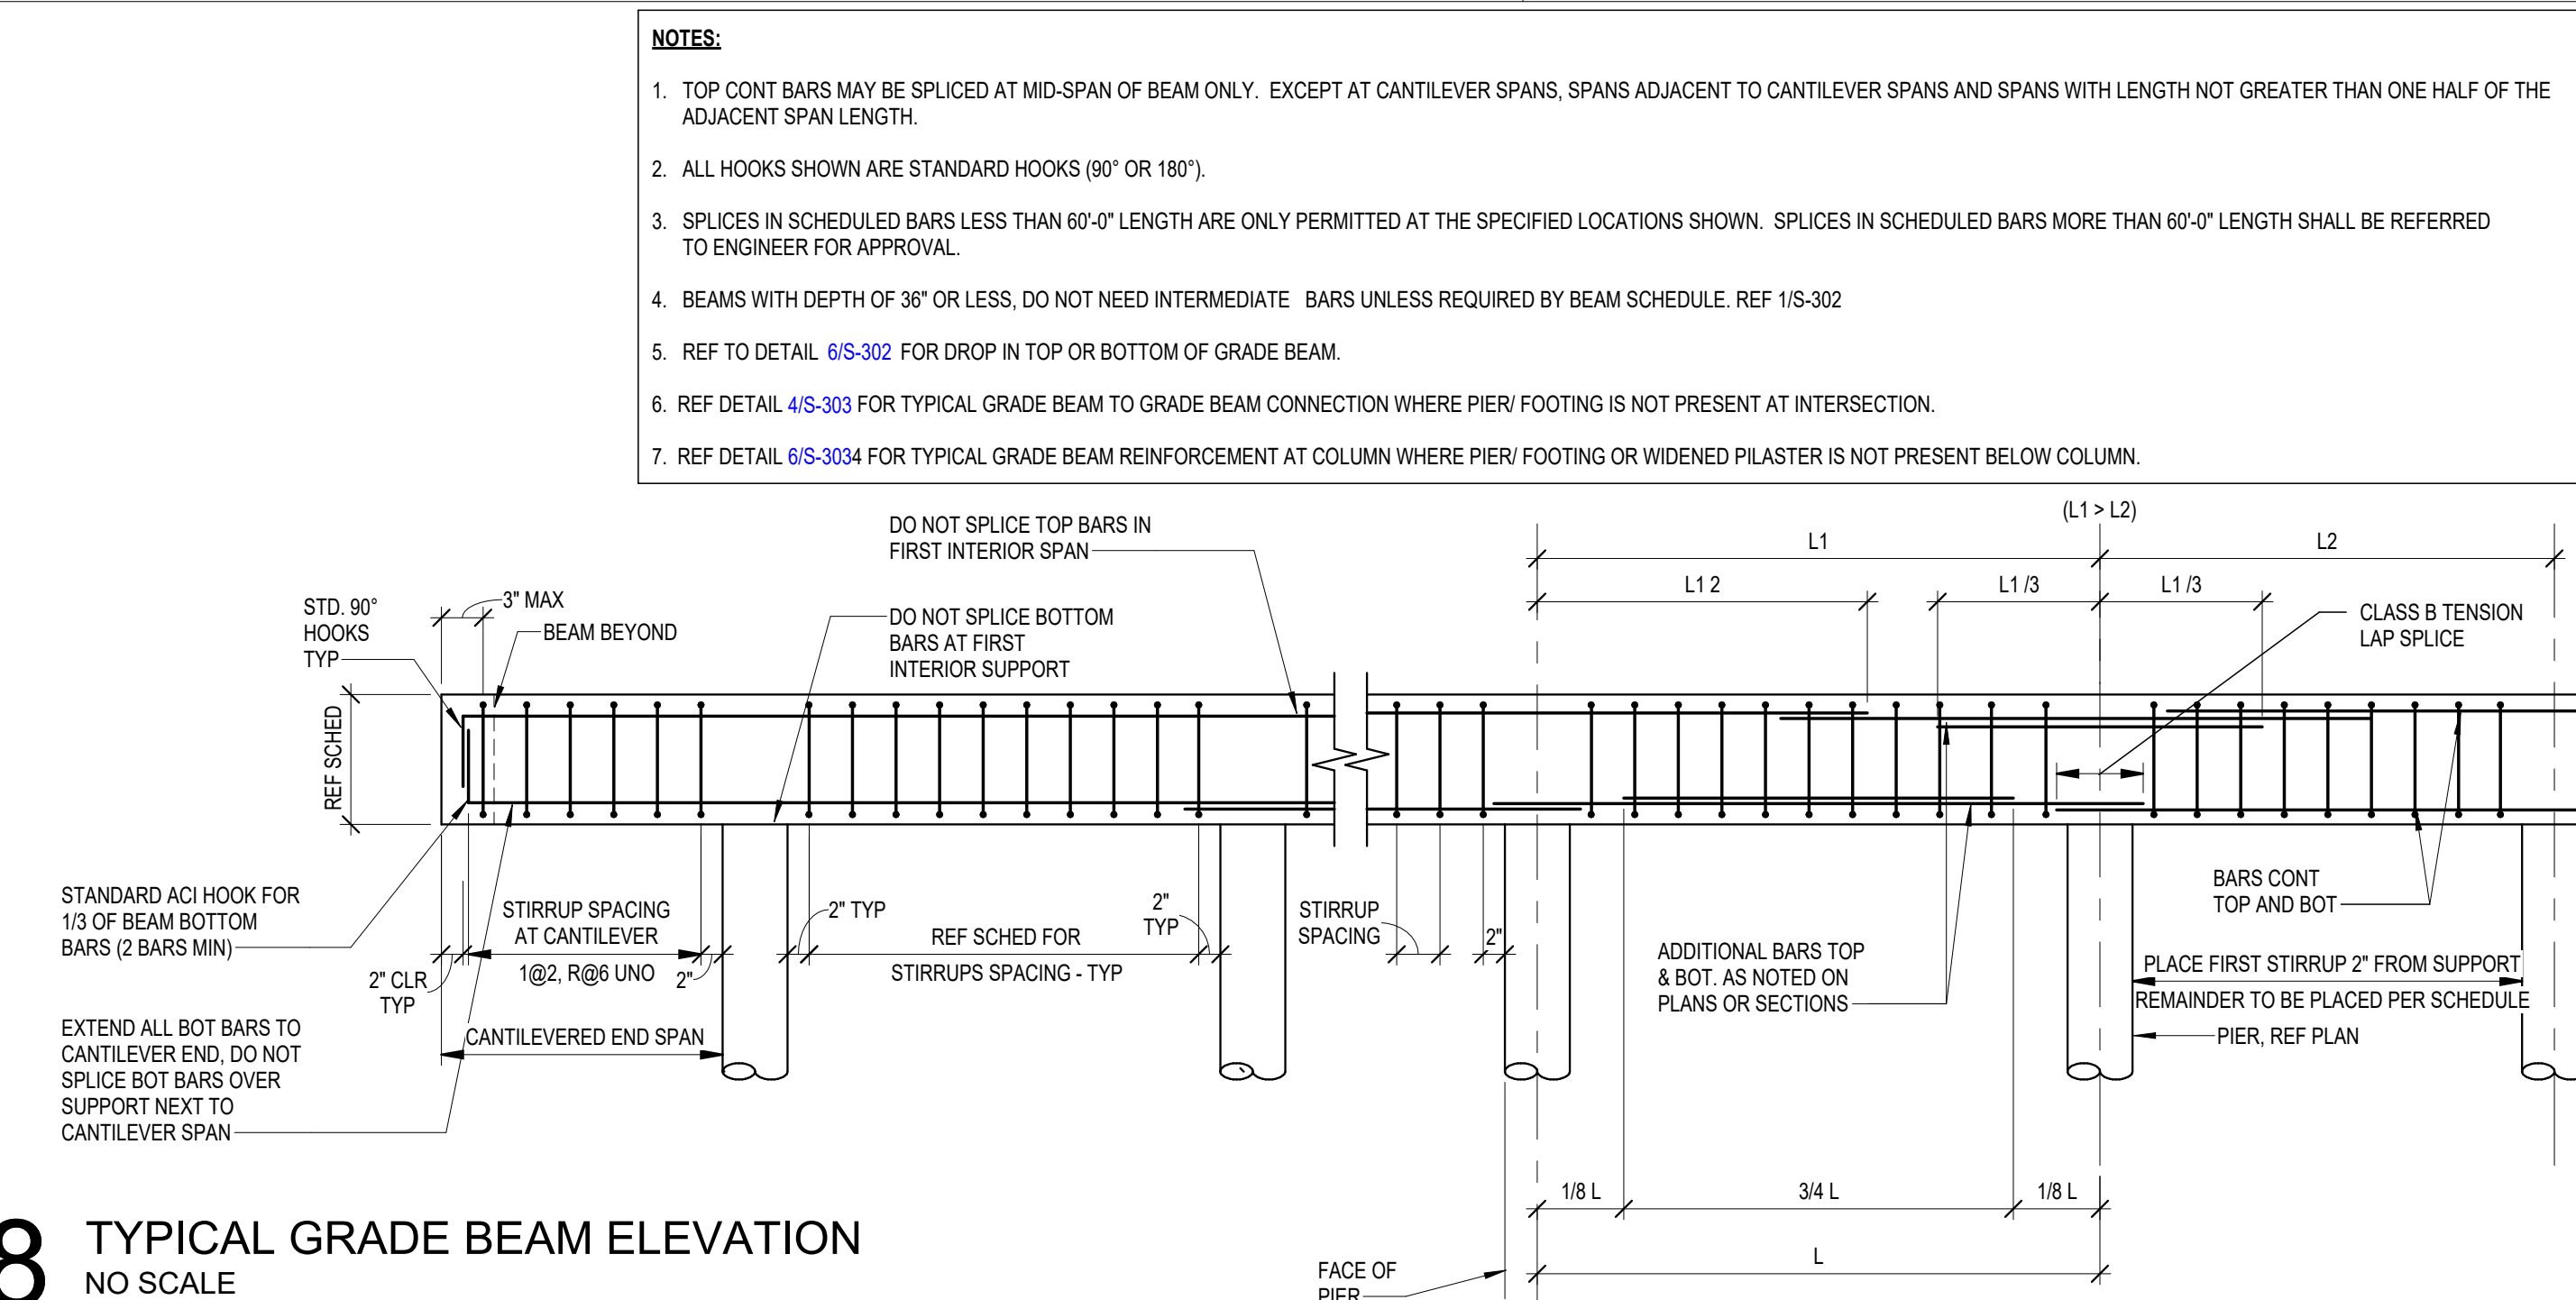 NOTES:
1. TOP CONT BARS MAY BE SPLICED AT MID-SPAN OF BEAM ONLY. EXCEPT AT CANTILEVER SPANS, SPANS ADJACENT TO CANTILEVER SPANS AND SPANS WITH LENGTH NOT GREATER THAN ONE HALF OF THE
ADJACENT SPAN LENGTH.
2. ALL HOOKS SHOWN ARE STANDARD HOOKS (90° OR 180°).
3. SPLICES IN SCHEDULED BARS LESS THAN 60'-0" LENGTH ARE ONLY PERMITTED AT THE SPECIFIED LOCATIONS SHOWN. SPLICES IN SCHEDULED BARS MORE THAN 60'-0" LENGTH SHALL BE REFERRED
TO ENGINEER FOR APPROVAL.
4. BEAMS WITH DEPTH OF 36" OR LESS, DO NOT NEED INTERMEDIATE BARS UNLESS REQUIRED BY BEAM SCHEDULE. REF 1/S-302
5. REF TO DETAIL 6/S-302 FOR DROP IN TOP OR BOTTOM OF GRADE BEAM.
6. REF DETAIL 4/S-303 FOR TYPICAL GRADE BEAM TO GRADE BEAM CONNECTION WHERE PIER/ FOOTING IS NOT PRESENT AT INTERSECTION.
7. REF DETAIL 6/S-3034 FOR TYPICAL GRADE BEAM REINFORCEMENT AT COLUMN WHERE PIER/ FOOTING OR WIDENED PILASTER IS NOT PRESENT BELOW COLUMN.
DO NOT SPLICE TOP BARS IN
FIRST INTERIOR SPAN
(L1 > L2)
L1
L2
L1 2
L1 /3
L1 /3
STD. 90°
HOOKS
TYP
3" MAX
BEAM BEYOND
DO NOT SPLICE BOTTOM
BARS AT FIRST
INTERIOR SUPPORT
CLASS B TENSION
LAP SPLICE
REF SCHED
STANDARD ACI HOOK FOR
1/3 OF BEAM BOTTOM
BARS (2 BARS MIN)
2" CLR
TYP
STIRRUP SPACING
AT CANTILEVER
1@2, R@6 UNO
2"
2" TYP
REF SCHED FOR
STIRRUPS SPACING - TYP
2"
TYP
STIRRUP
SPACING
2"
ADDITIONAL BARS TOP
& BOT. AS NOTED ON
PLANS OR SECTIONS
BARS CONT
TOP AND BOT
PLACE FIRST STIRRUP 2" FROM SUPPORT
REMAINDER TO BE PLACED PER SCHEDULE
PIER, REF PLAN
EXTEND ALL BOT BARS TO
CANTILEVER END, DO NOT
SPLICE BOT BARS OVER
SUPPORT NEXT TO
CANTILEVER SPAN
CANTILEVERED END SPAN
1/8 L
3/4 L
1/8 L
L
FACE OF
PIER
8
TYPICAL GRADE BEAM ELEVATION
NO SCALE